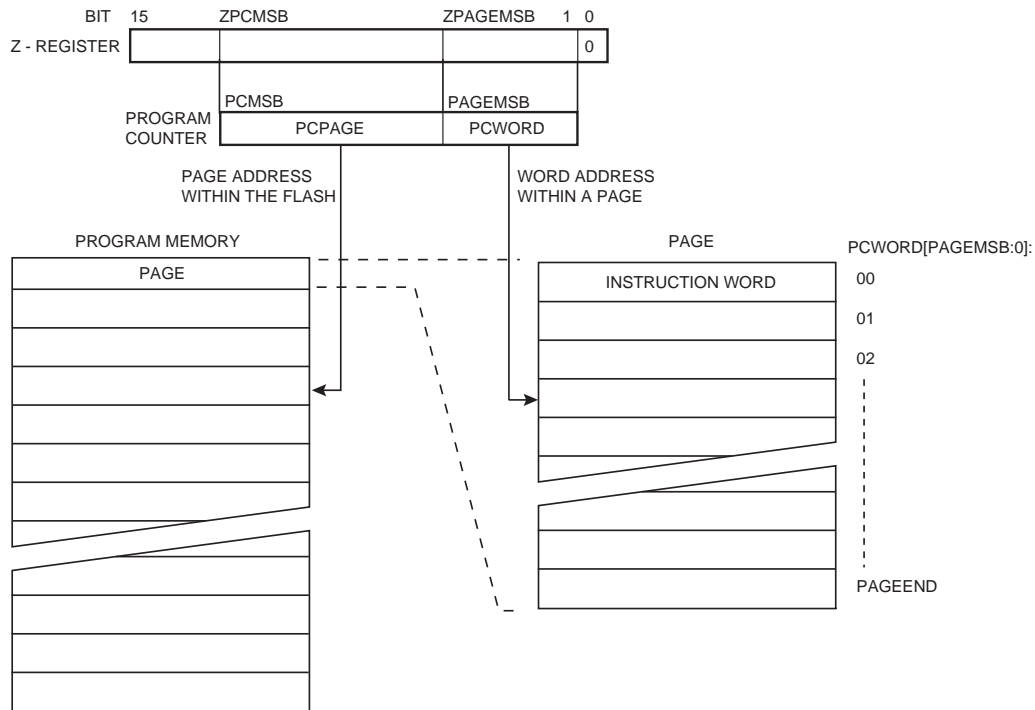 BIT 15 ZPCMSB ZPAGEMSB 1 0
Z - REGISTER 0
PCMSB PAGEMSB
PROGRAM
COUNTER
PCPAGE PCWORD
PAGE ADDRESS
WITHIN THE FLASH
WORD ADDRESS
WITHIN A PAGE
PROGRAM MEMORY
PAGE
PAGE
PCWORD[PAGEMSB:0]:
INSTRUCTION WORD 00
01
02
PAGEEND